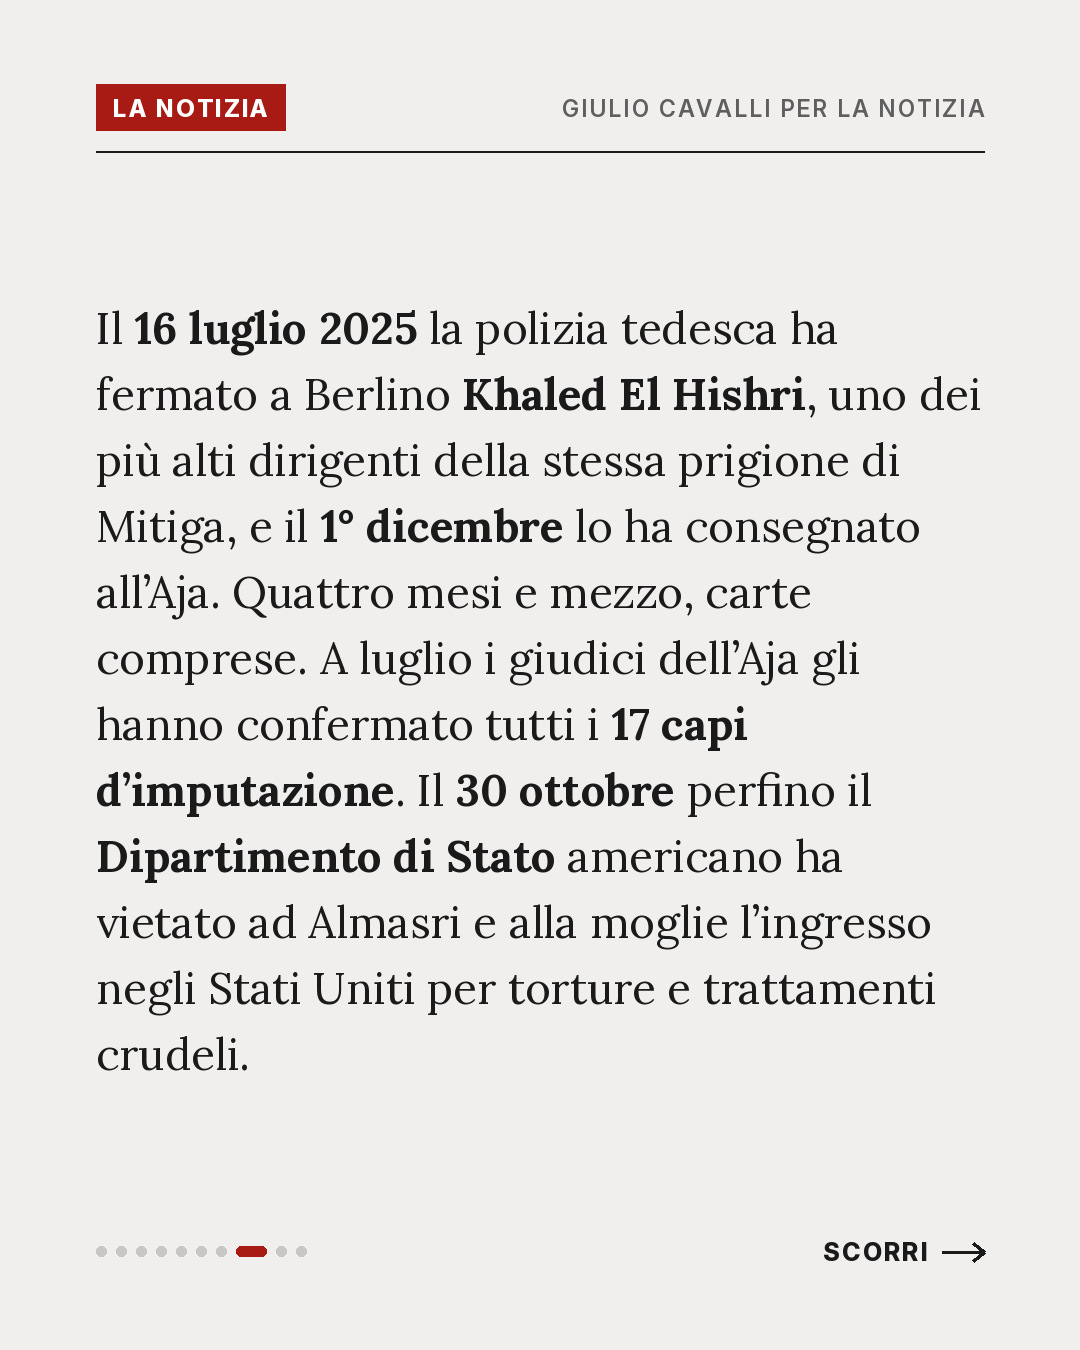 LA NOTIZIA
GIULIO CAVALLI PER LA NOTIZIA
Il 16 luglio 2025 la polizia tedesca ha
fermato a Berlino Khaled El Hishri, uno dei
più alti dirigenti della stessa prigione di
Mitiga, e il 1° dicembre lo ha consegnato
all’Aja. Quattro mesi e mezzo, carte
comprese. A luglio i giudici dell’Aja gli
hanno confermato tutti i 17 capi
d’imputazione. Il 30 ottobre perfino il
Dipartimento di Stato americano ha
vietato ad Almasri e alla moglie l’ingresso
negli Stati Uniti per torture e trattamenti
crudeli.
SCORRI